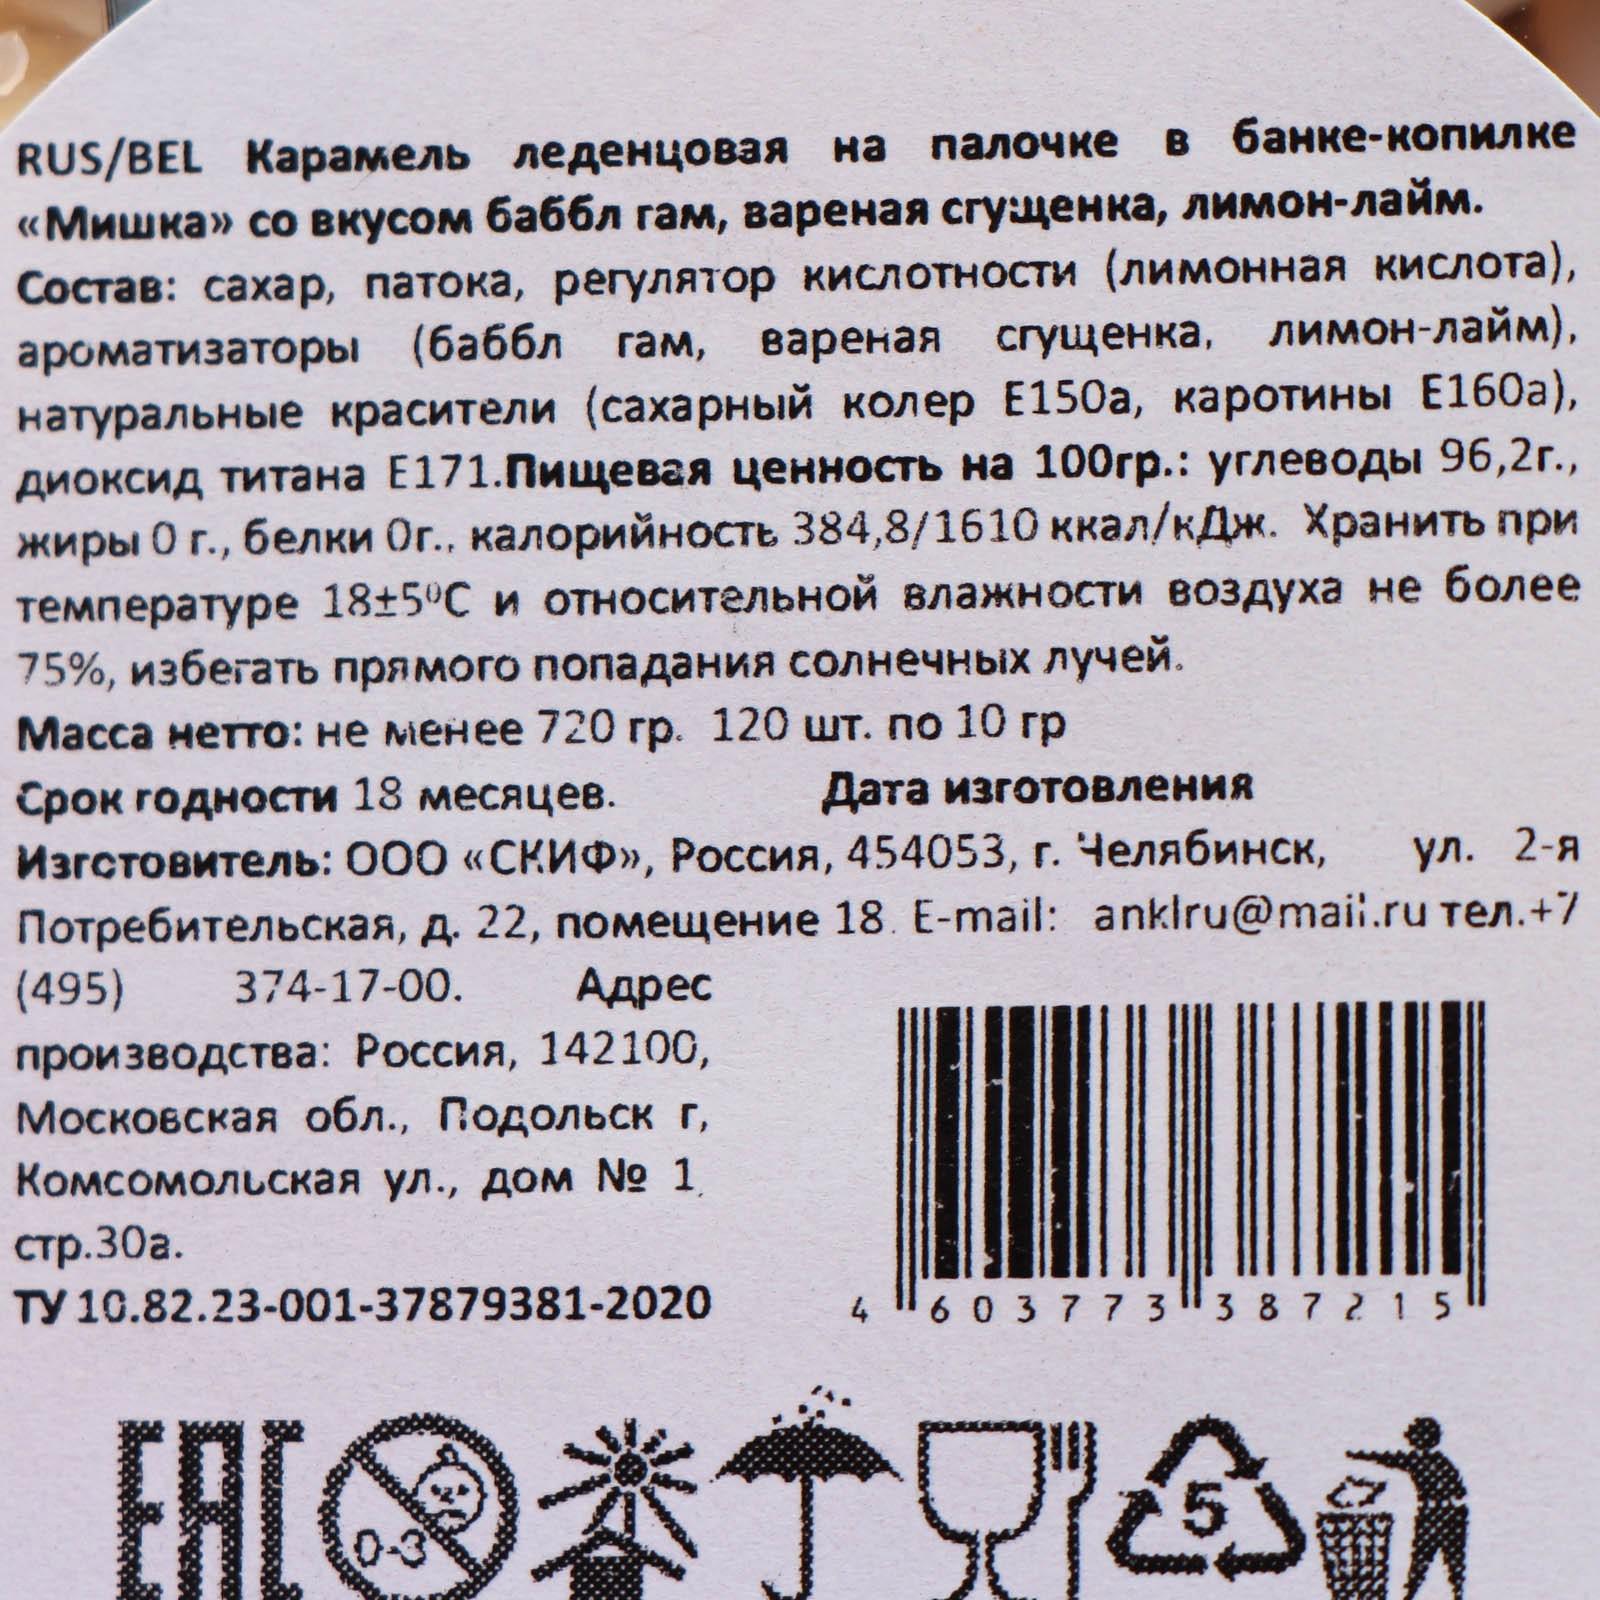 RUS/BEL Карамель леденцовая на палочке в банке-копилке
«Мишка» со вкусом баббл гам, вареная сгущенка, лимон-лайм.
Состав: сахар, патока, регулятор кислотности (лимонная кислота),
ароматизаторы (баббл гам, вареная сгущенка, лимон-лайм),
натуральные красители (сахарный колер Е150а, каротины Е160а),
диоксид титана Е171.Пищевая ценность на 100гр.: углеводы 96,2г.,
жиры 0 г., белки 0г., калорийность 384,8/1610 ккал/кДж. Хранить при
температуре 18±5⁰С и относительной влажности воздуха не более
75%, избегать прямого попадания солнечных лучей.
Масса нетто: не менее 720 гр. 120 шт. по 10 гр
Срок годности 18 месяцев. Дата изготовления
Изготовитель: ООО «СКИФ», Россия, 454053, г. Челябинск, ул. 2-я
Потребительская, д. 22, помещение 18. E-mail: anklru@mail.ru тел.+7
(495) 374-17-00. Адрес
производства: Россия, 142100,
Московская обл., Подольск г,
Комсомольская ул., дом № 1,
стр.30а.
ТУ 10.82.23-001-37879381-2020
4 603773 387215
ЕАС 0-3 5